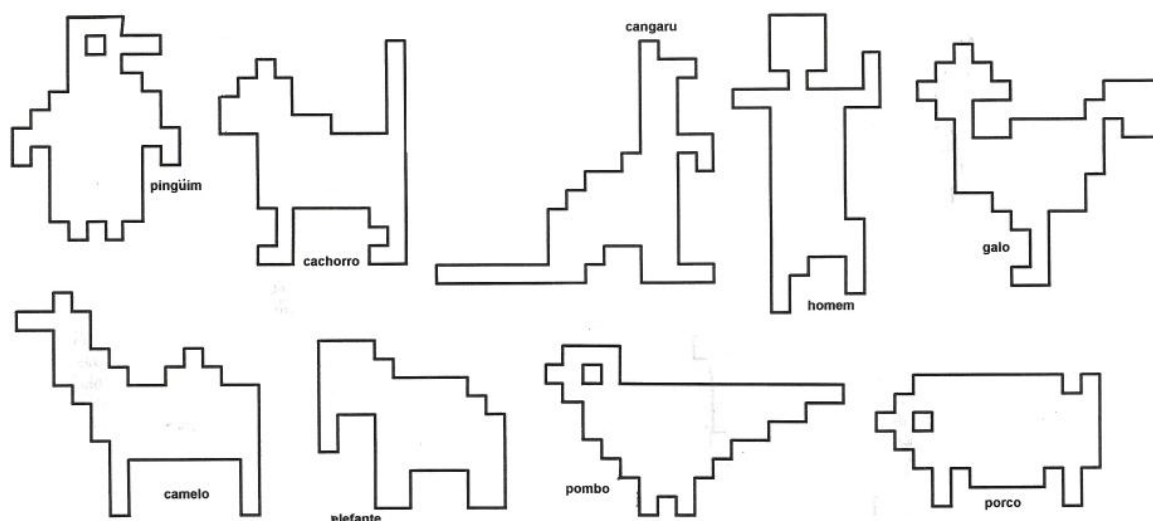 cangaru
pingüim
cachorro
homem
galo
camelo
elefante
pombo
porco